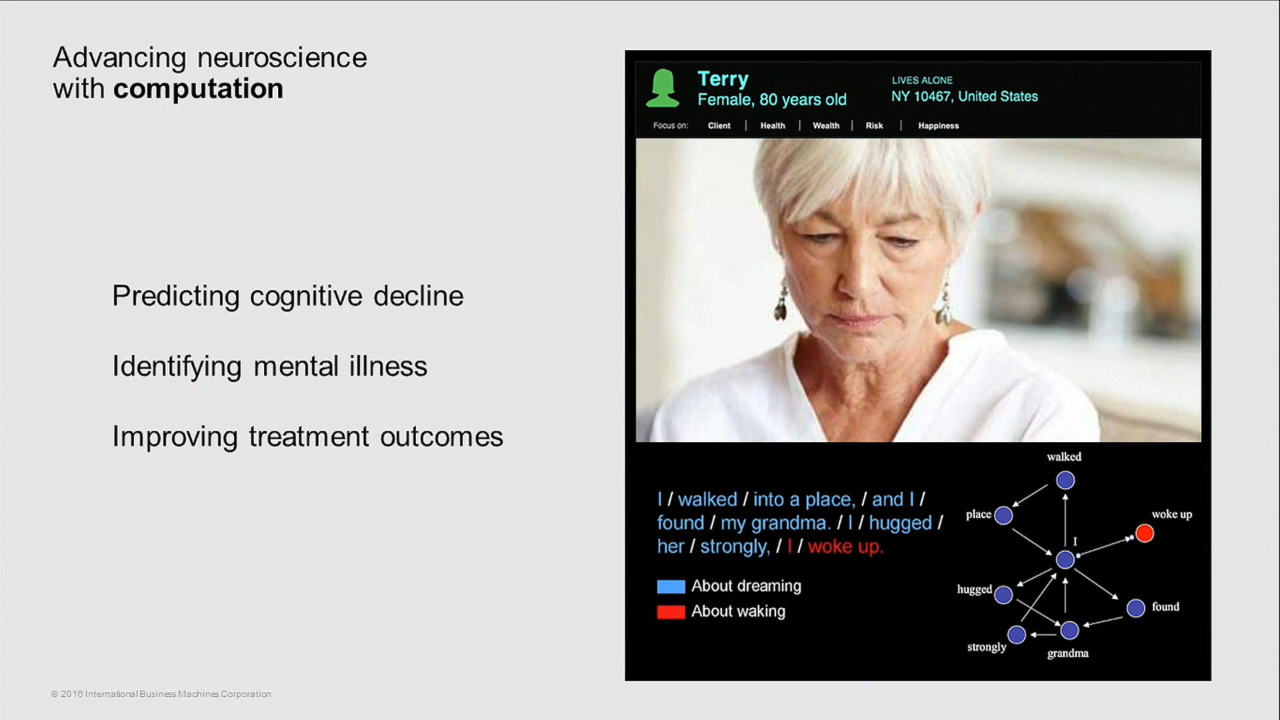 Advancing neuroscience
with computation
Predicting cognitive decline
Identifying mental illness
Improving treatment outcomes
© 2016 International Business Machines Corporation
Terry
Female, 80 years old
LIVES ALONE
NY 10467, United States
Focus on: Client | Health | Wealth | Risk | Happiness
I / walked / into a place, / and I /
found / my grandma. / I / hugged /
her / strongly, / I / woke up.
About dreaming
About waking
walked
place
woke up
I
hugged
found
strongly
grandma